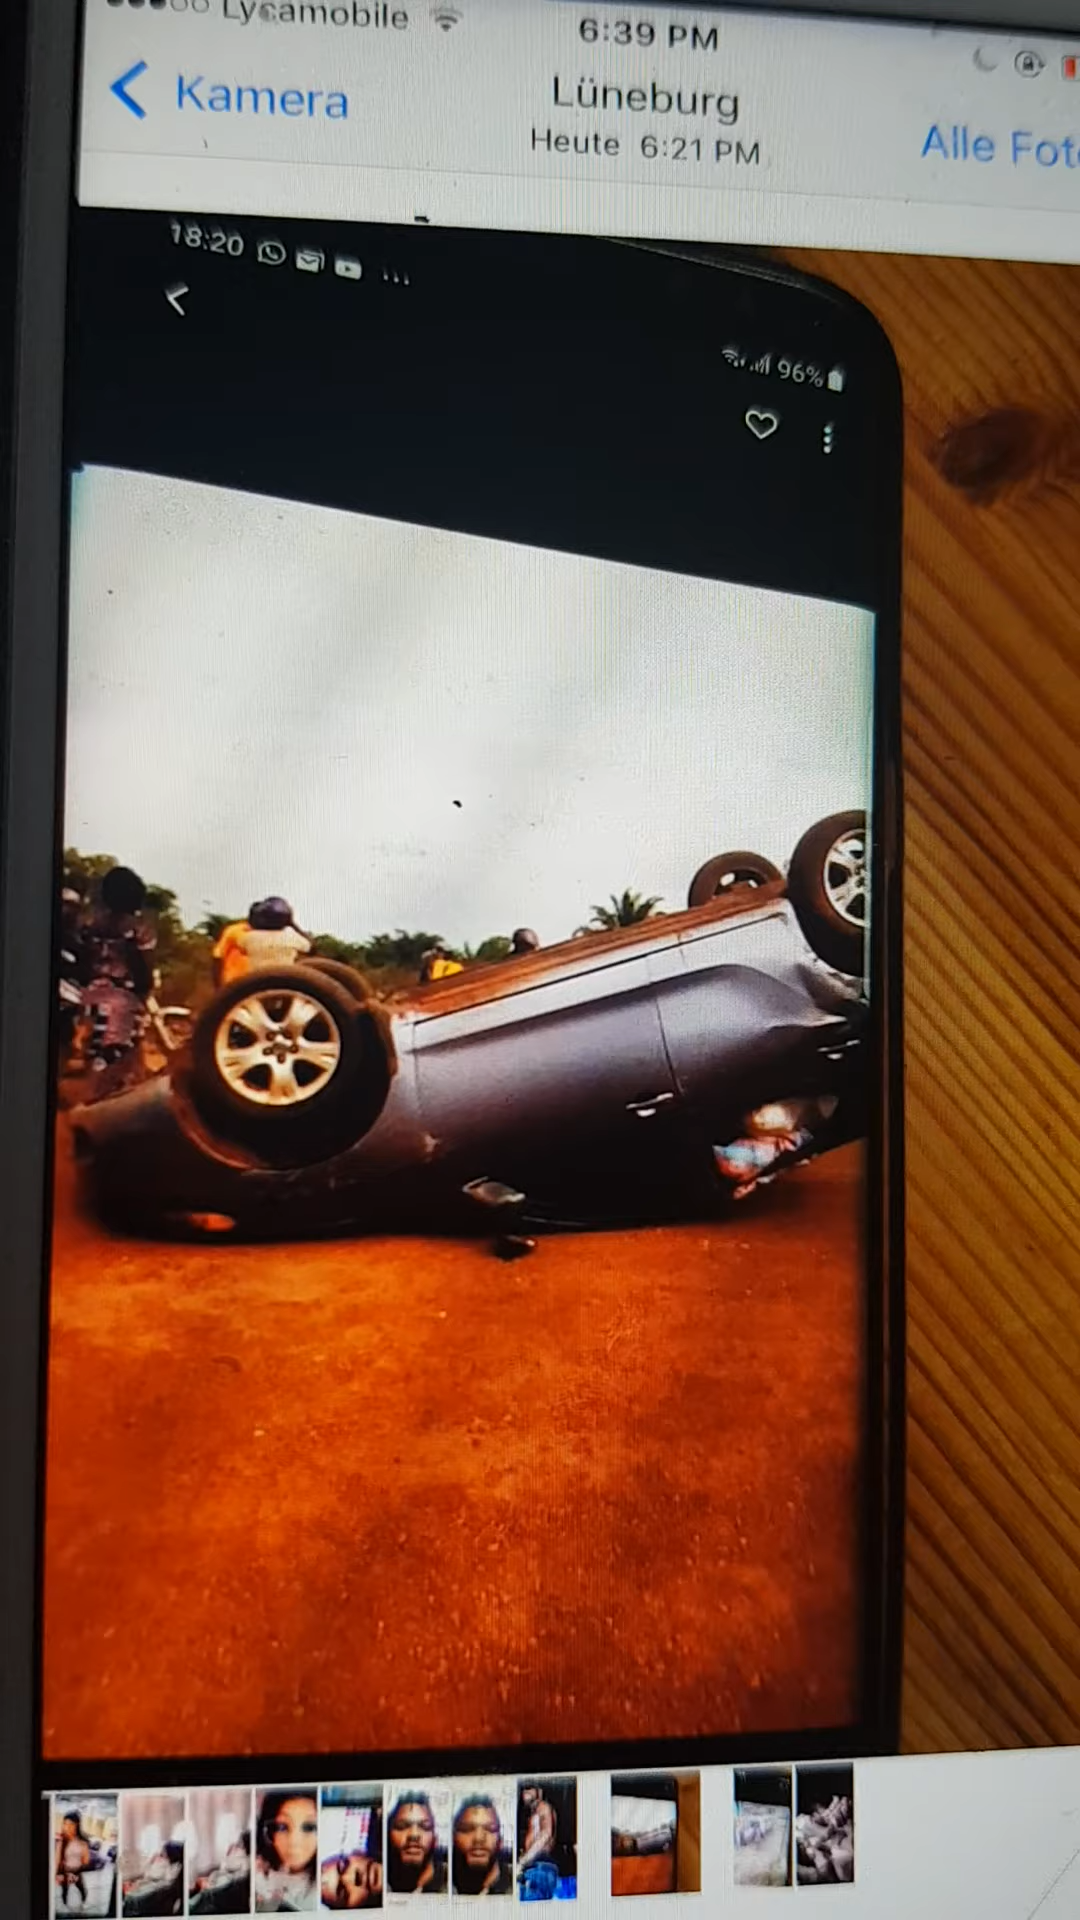 Lycamobile
6:39 PM
Kamera
Lüneburg
Heute 6:21 PM
Alle Fot
18:20
96%